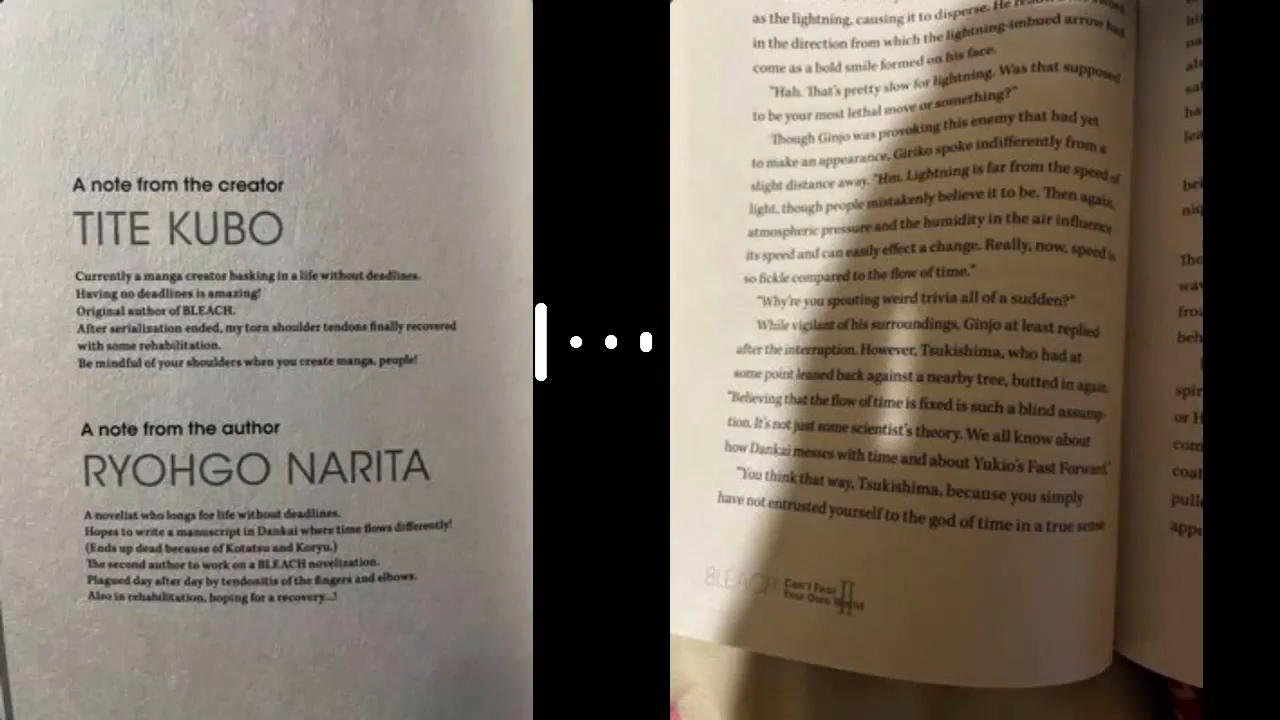 A note from the creator
TITE KUBO
Currently a manga creator basking in a life without deadlines.
Having no deadlines is amazing!
Original author of BLEACH.
After serialization ended, my torn shoulder tendons finally recovered
with some rehabilitation.
Be mindful of your shoulders when you create manga, people!
A note from the author
RYOHGO NARITA
A novelist who longs for life without deadlines.
Hopes to write a manuscript in Dankai where time flows differently!
(Ends up dead because of Kotatsu and Koryu.)
The second author to work on a BLEACH novelization.
Plagued day after day by tendonitis of the fingers and elbows.
Also in rehabilitation, hoping for a recovery...!
as the lightning, causing it to disperse. He
in the direction from which the lightning-imbued arrow had
come as a bold smile formed on his face.
"Hah. That's pretty slow for lightning. Was that supposed
to be your most lethal move or something?"
Though Ginjo was provoking this enemy that had yet
to make an appearance, Giriko spoke indifferently from a
slight distance away. "Hm. Lightning is far from the speed of
light, though people mistakenly believe it to be. Then again,
atmospheric pressure and the humidity in the air influence
its speed and can easily effect a change. Really, now, speed is
so fickle compared to the flow of time."
"Why're you spouting weird trivia all of a sudden?"
While vigilant of his surroundings, Ginjo at least replied
after the interruption. However, Tsukishima, who had at
some point leaned back against a nearby tree, butted in again.
"Believing that the flow of time is fixed is such a blind assump-
tion. It's not just some scientist's theory. We all know about
how Dankai messes with time and about Yukio's Fast Forward."
"You think that way, Tsukishima, because you simply
have not entrusted yourself to the god of time in a true sense
BLEACH Can't Fear Your Own World II